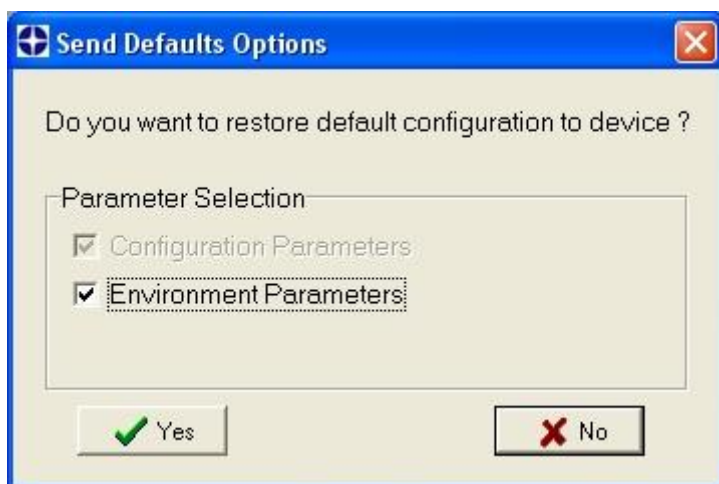 Send Defaults Options
Do you want to restore default configuration to device ?
Parameter Selection
Configuration Parameters
Environment Parameters
Yes
No